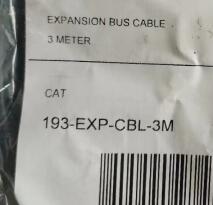 EXPANSION BUS CABLE
3 METER
CAT
193-EXP-CBL-3M